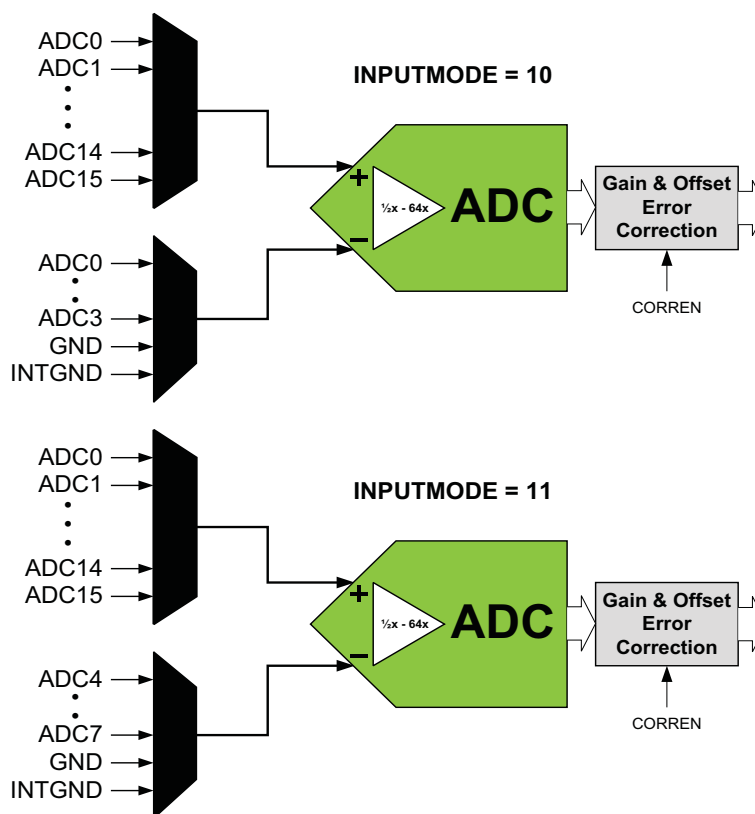 ADC0
ADC1
ADC14
ADC15
INPUTMODE = 10
+
½x - 64x
−
ADC
Gain & Offset
Error
Correction
CORREN
ADC0
ADC3
GND
INTGND
ADC0
ADC1
ADC14
ADC15
INPUTMODE = 11
+
½x - 64x
−
ADC
Gain & Offset
Error
Correction
CORREN
ADC4
ADC7
GND
INTGND